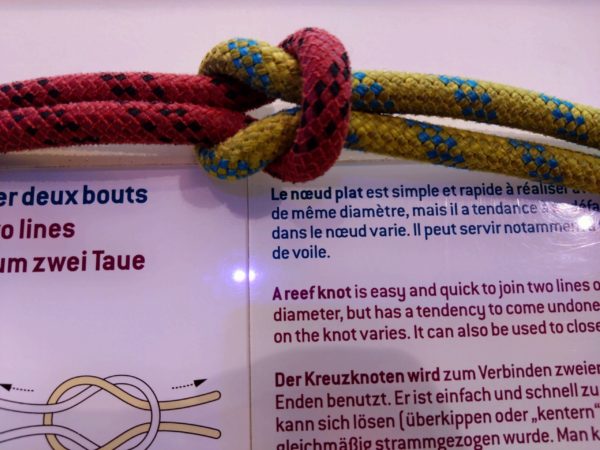 deux bouts
lines
zwei Taue
Le nœud plat est simple et rapide à réaliser
de même diamètre, mais il a tendance à
dans le nœud varie. Il peut servir notamment
de voile.
A reef knot is easy and quick to join two lines
diameter, but has a tendency to come undone
on the knot varies. It can also be used to close
Der Kreuzknoten wird zum Verbinden zweier
Enden benutzt. Er ist einfach und schnell zu
kann sich lösen (überkippen oder „kentern“
gleichmäßig strammgezogen wurde. Man k